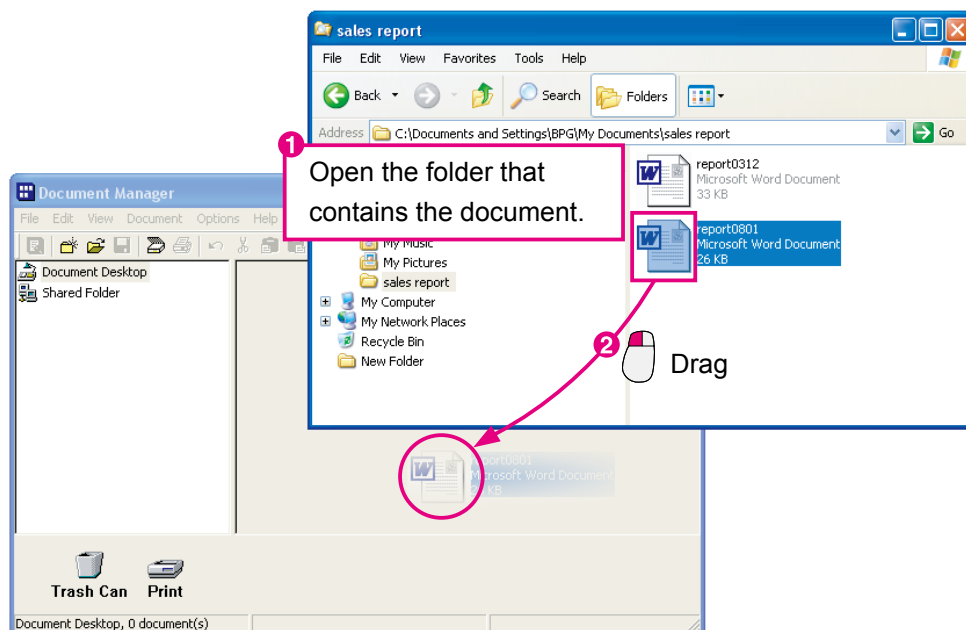 sales report
File Edit View Favorites Tools Help
Back Search Folders
Address C:\Documents and Settings\BPG\My Documents\sales report Go
1
Open the folder that
contains the document.
report0312
Microsoft Word Document
33 KB
report0801
Microsoft Word Document
26 KB
My Music
My Pictures
sales report
My Computer
My Network Places
Recycle Bin
New Folder
2
Drag
Document Manager
File Edit View Document Options Help
Document Desktop
Shared Folder
report0801
Microsoft Word Document
KB
Trash Can Print
Document Desktop, 0 document(s)